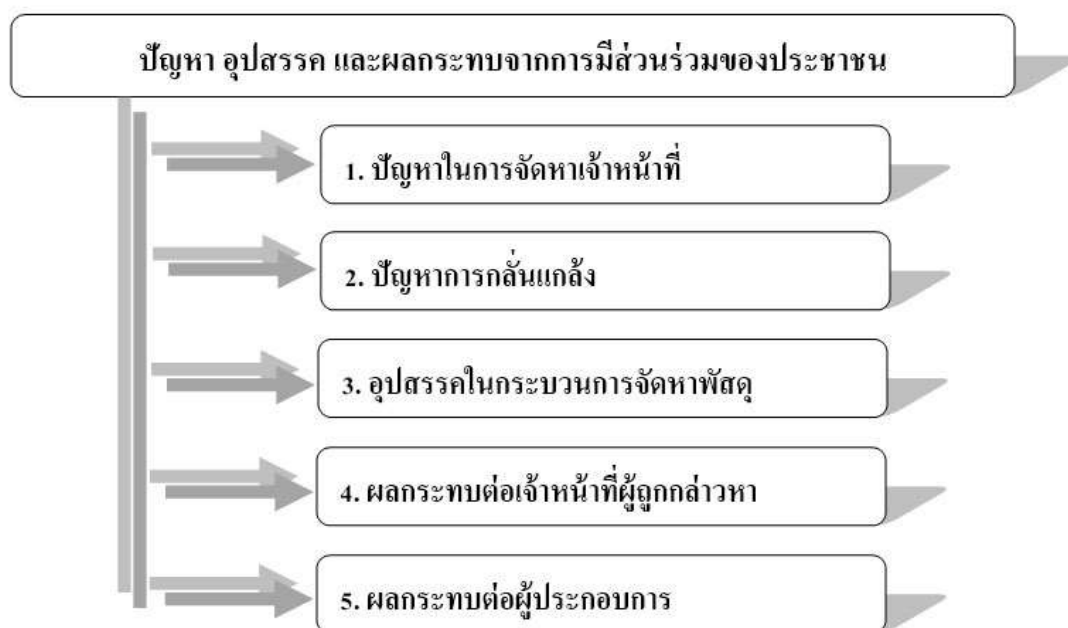 ปัญหา อุปสรรค และผลกระทบจากการมีส่วนร่วมของประชาชน
1. ปัญหาในการจัดหาเจ้าหน้าที่
2. ปัญหาการกลั่นแกล้ง
3. อุปสรรคในกระบวนการจัดหาพัสดุ
4. ผลกระทบต่อเจ้าหน้าที่ผู้ถูกกล่าวหา
5. ผลกระทบต่อผู้ประกอบการ